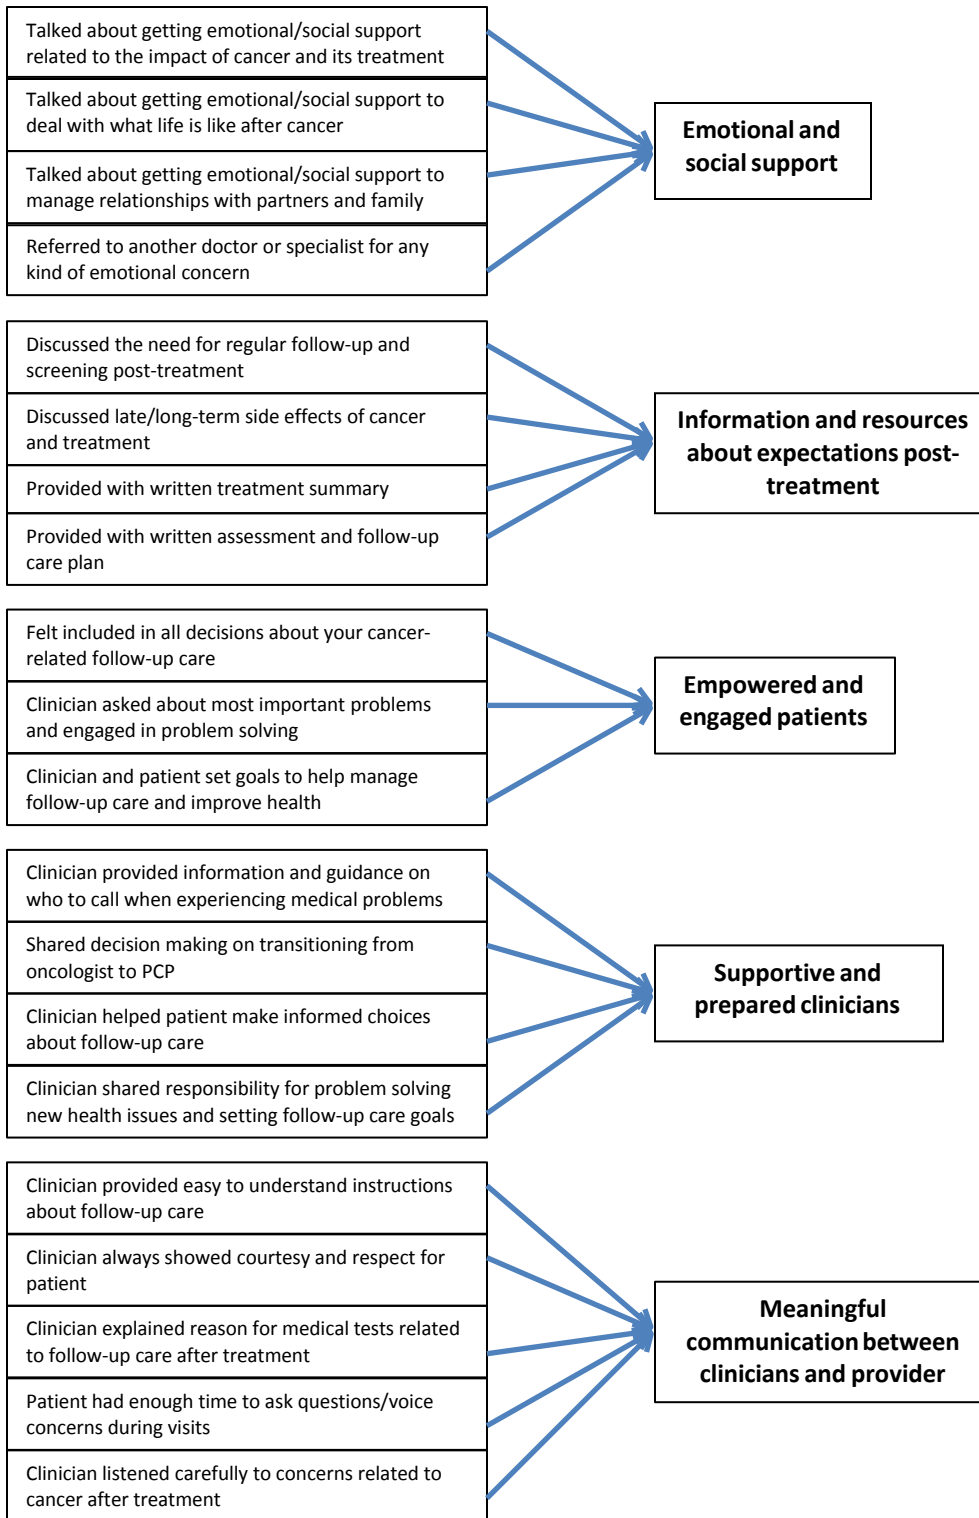 Talked about getting emotional/social support
related to the impact of cancer and its treatment
Talked about getting emotional/social support to
deal with what life is like after cancer
Talked about getting emotional/social support to
manage relationships with partners and family
Referred to another doctor or specialist for any
kind of emotional concern
Emotional and
social support
Discussed the need for regular follow-up and
screening post-treatment
Discussed late/long-term side effects of cancer
and treatment
Provided with written treatment summary
Provided with written assessment and follow-up
care plan
Information and resources
about expectations post-
treatment
Felt included in all decisions about your cancer-
related follow-up care
Clinician asked about most important problems
and engaged in problem solving
Clinician and patient set goals to help manage
follow-up care and improve health
Empowered and
engaged patients
Clinician provided information and guidance on
who to call when experiencing medical problems
Shared decision making on transitioning from
oncologist to PCP
Clinician helped patient make informed choices
about follow-up care
Clinician shared responsibility for problem solving
new health issues and setting follow-up care goals
Supportive and
prepared clinicians
Clinician provided easy to understand instructions
about follow-up care
Clinician always showed courtesy and respect for
patient
Clinician explained reason for medical tests related
to follow-up care after treatment
Patient had enough time to ask questions/voice
concerns during visits
Clinician listened carefully to concerns related to
cancer after treatment
Meaningful
communication between
clinicians and provider